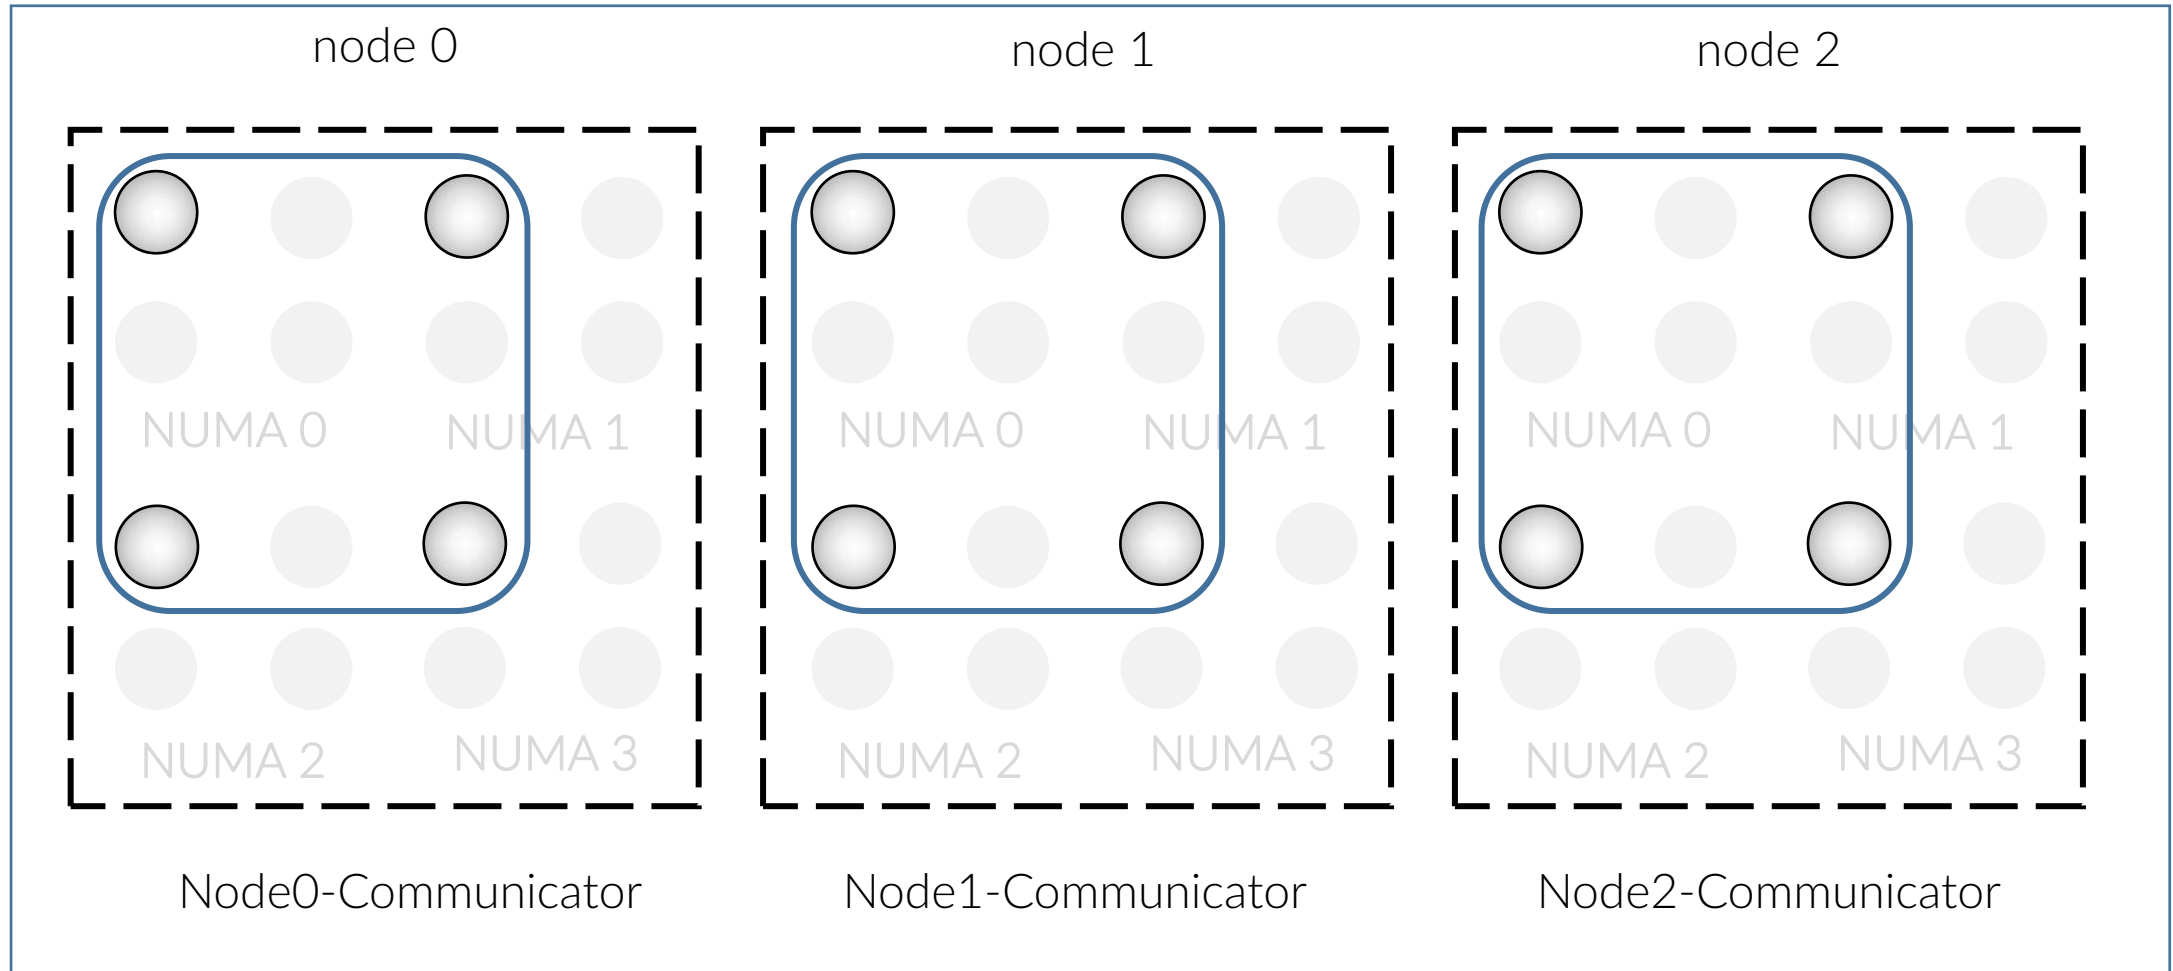 node 0
node 1
node 2
NUMA 0
NUMA 1
NUMA 0
NUMA 1
NUMA 0
NUMA 1
NUMA 2
NUMA 3
NUMA 2
NUMA 3
NUMA 2
NUMA 3
Node0-Communicator
Node1-Communicator
Node2-Communicator